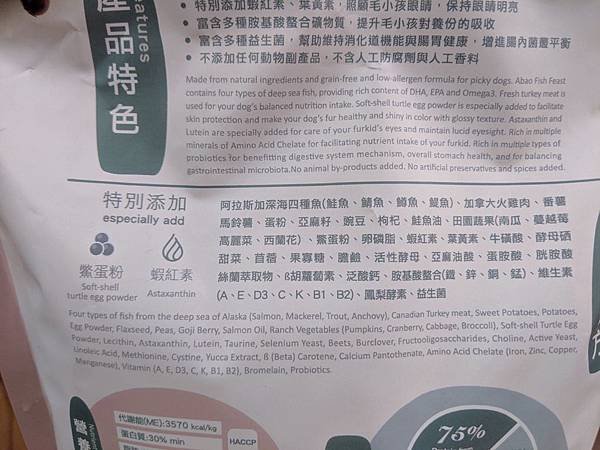 產品特色
atures
• 特別添加蝦紅素、葉黃素,照顧毛小孩眼睛,保持眼睛明亮
• 富含多種胺基酸螯合礦物質,提升毛小孩對養份的吸收
• 富含多種益生菌,幫助維持消化道機能與腸胃健康,增進腸內菌叢平衡
• 不添加任何動物副產品,不含人工防腐劑與人工香料
Made from natural ingredients and grain-free and low-allergen formula for picky dogs. Abao Fish Feast
contains four types of deep sea fish, providing rich content of DHA, EPA and Omega3. Fresh turkey meat is
used for your dog's balanced nutrition intake. Soft-shell turtle egg powder is especially added to facilitate
skin protection and make your dog's fur healthy and shiny in color with glossy texture. Astaxanthin and
Lutein are specially added for care of your furkid's eyes and maintain lucid eyesight. Rich in multiple
minerals of Amino Acid Chelate for facilitating nutrient intake of your furkid. Rich in multiple types of
probiotics for benefitting digestive system mechanism, overall stomach health, and for balancing
gastrointestinal microbiota.No animal by-products added. No artificial preservatives and spices added.
特別添加
especially add
鱉蛋粉
Soft-shell
turtle egg powder
蝦紅素
Astaxanthin
阿拉斯加深海四種魚(鮭魚、鯖魚、鱒魚、鯷魚)、加拿大火雞肉、番薯
馬鈴薯、蛋粉、亞麻籽、豌豆、枸杞、鮭魚油、田園蔬果(南瓜、蔓越莓
高麗菜、西蘭花)、鱉蛋粉、卵磷脂、蝦紅素、葉黃素、牛磺酸、酵母硒
甜菜、苜蓿、果寡糖、膽鹼、活性酵母、亞麻油酸、蛋胺酸、胱胺酸
絲蘭萃取物、ß胡蘿蔔素、泛酸鈣、胺基酸螯合(鐵、鋅、銅、錳)、維生素
(A、E、D3、C、K、B1、B2)、鳳梨酵素、益生菌
Four types of fish from the deep sea of Alaska (Salmon, Mackerel, Trout, Anchovy), Canadian Turkey meat, Sweet Potatoes, Potatoes,
Egg Powder, Flaxseed, Peas, Goji Berry, Salmon Oil, Ranch Vegetables (Pumpkins, Cranberry, Cabbage, Broccoli), Soft-shell Turtle Egg
Powder, Lecithin, Astaxanthin, Lutein, Taurine, Selenium Yeast, Beets, Burclover, Fructooligosaccharides, Choline, Active Yeast,
Linoleic Acid, Methionine, Cystine, Yucca Extract, ß (Beta) Carotene, Calcium Pantothenate, Amino Acid Chelate (Iron, Zinc, Copper,
Manganese), Vitamin (A, E, D3, C, K, B1, B2), Bromelain, Probiotics.
代謝能(ME):3570 kcal/kg
蛋白質:30% min
HACCP
75%